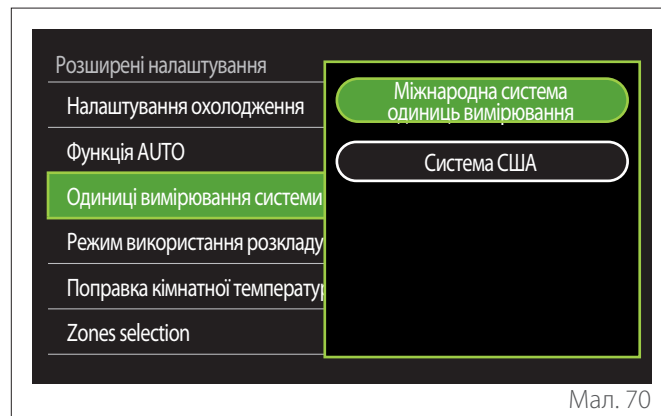 Розширені налаштування
Налаштування охолодження
Функція AUTO
Одиниці вимірювання системи
Режим використання розкладу
Поправка кімнатної температур
Zones selection
Міжнародна система
одиниць вимірювання
Система США
Мал. 70